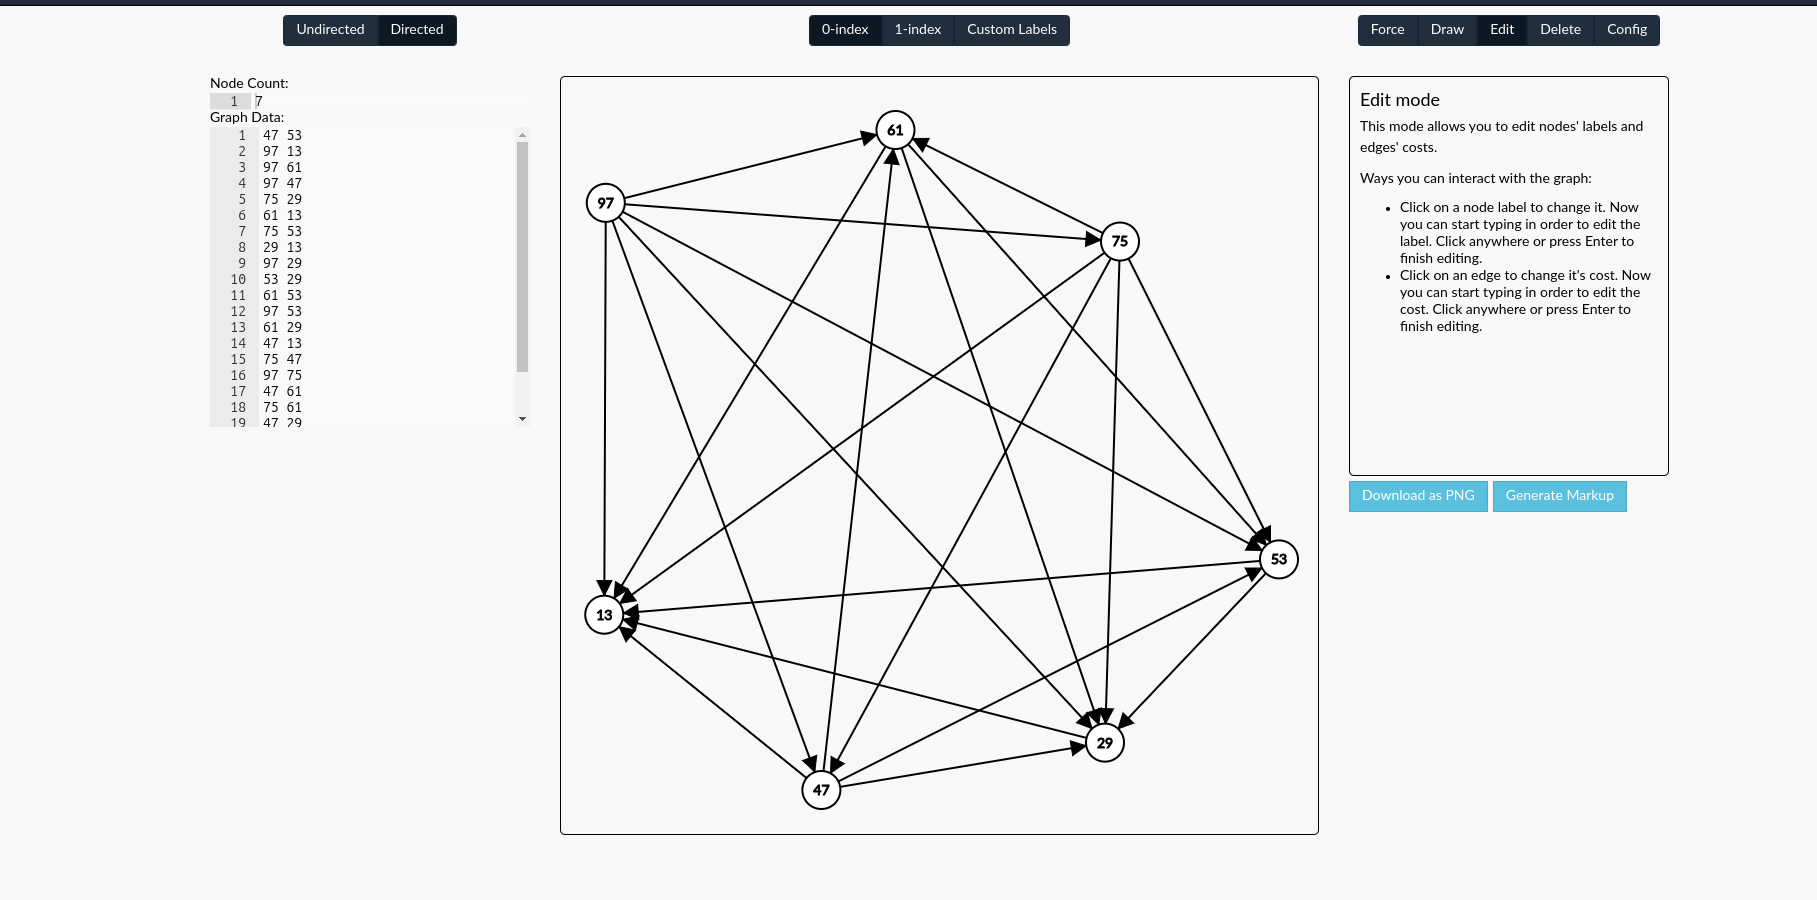 Undirected Directed
0-index 1-index Custom Labels
Force Draw Edit Delete Config
Node Count:
1 7
Graph Data:
1 47 53
2 97 13
3 97 61
4 97 47
5 75 29
6 61 13
7 75 53
8 29 13
9 97 29
10 53 29
11 61 53
12 97 53
13 61 29
14 47 13
15 75 47
16 97 75
17 47 61
18 75 61
19 47 29
61
97
75
53
13
29
47
Edit mode
This mode allows you to edit nodes' labels and
edges' costs.
Ways you can interact with the graph:
• Click on a node label to change it. Now
you can start typing in order to edit the
label. Click anywhere or press Enter to
finish editing.
• Click on an edge to change it's cost. Now
you can start typing in order to edit the
cost. Click anywhere or press Enter to
finish editing.
Download as PNG Generate Markup